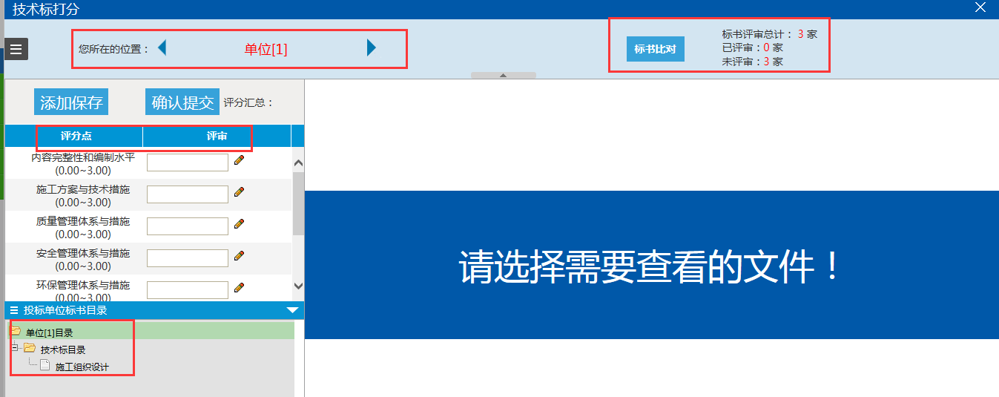 技术标打分
您所在的位置：
单位[1]
标书比对
标书评审总计： 3 家
已评审：0 家
未评审：3 家
添加保存
确认提交
评分汇总：
评分点
评审
内容完整性和编制水平
(0.00~3.00)
施工方案与技术措施
(0.00~3.00)
质量管理体系与措施
(0.00~3.00)
安全管理体系与措施
(0.00~3.00)
环保管理体系与措施
(0.00~3.00)
投标单位标书目录
单位[1]目录
技术标目录
施工组织设计
请选择需要查看的文件！